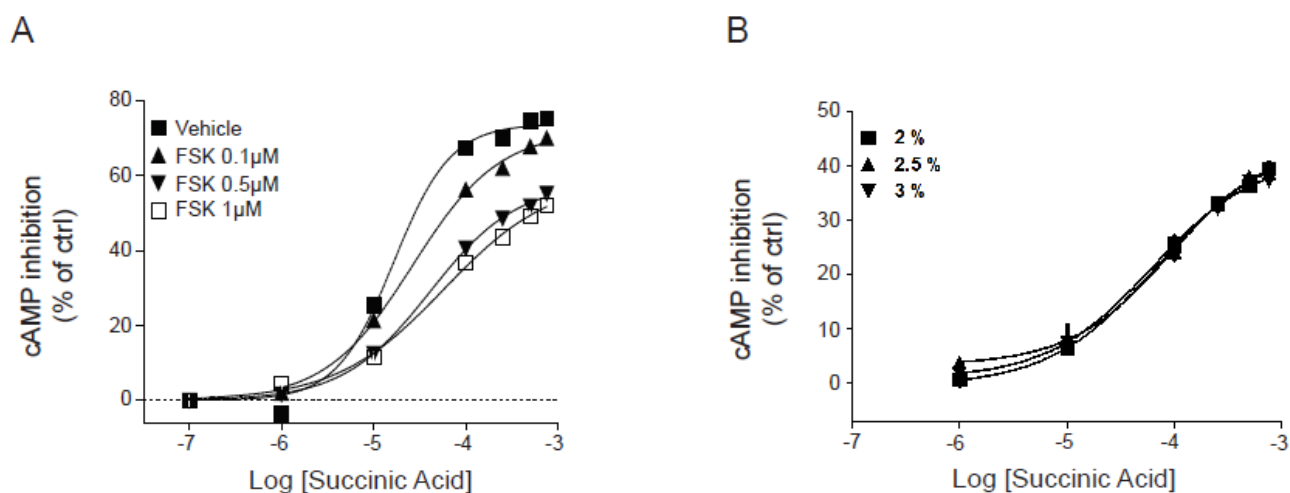 A
80
60
40
20
0
Vehicle
FSK 0.1µM
FSK 0.5µM
FSK 1µM
cAMP inhibition
(% of ctrl)
-7 -6 -5 -4 -3
Log [Succinic Acid]
B
50
40
30
20
10
0
2 %
2.5 %
3 %
cAMP inhibition
(% of ctrl)
-7 -6 -5 -4 -3
Log [Succinic Acid]